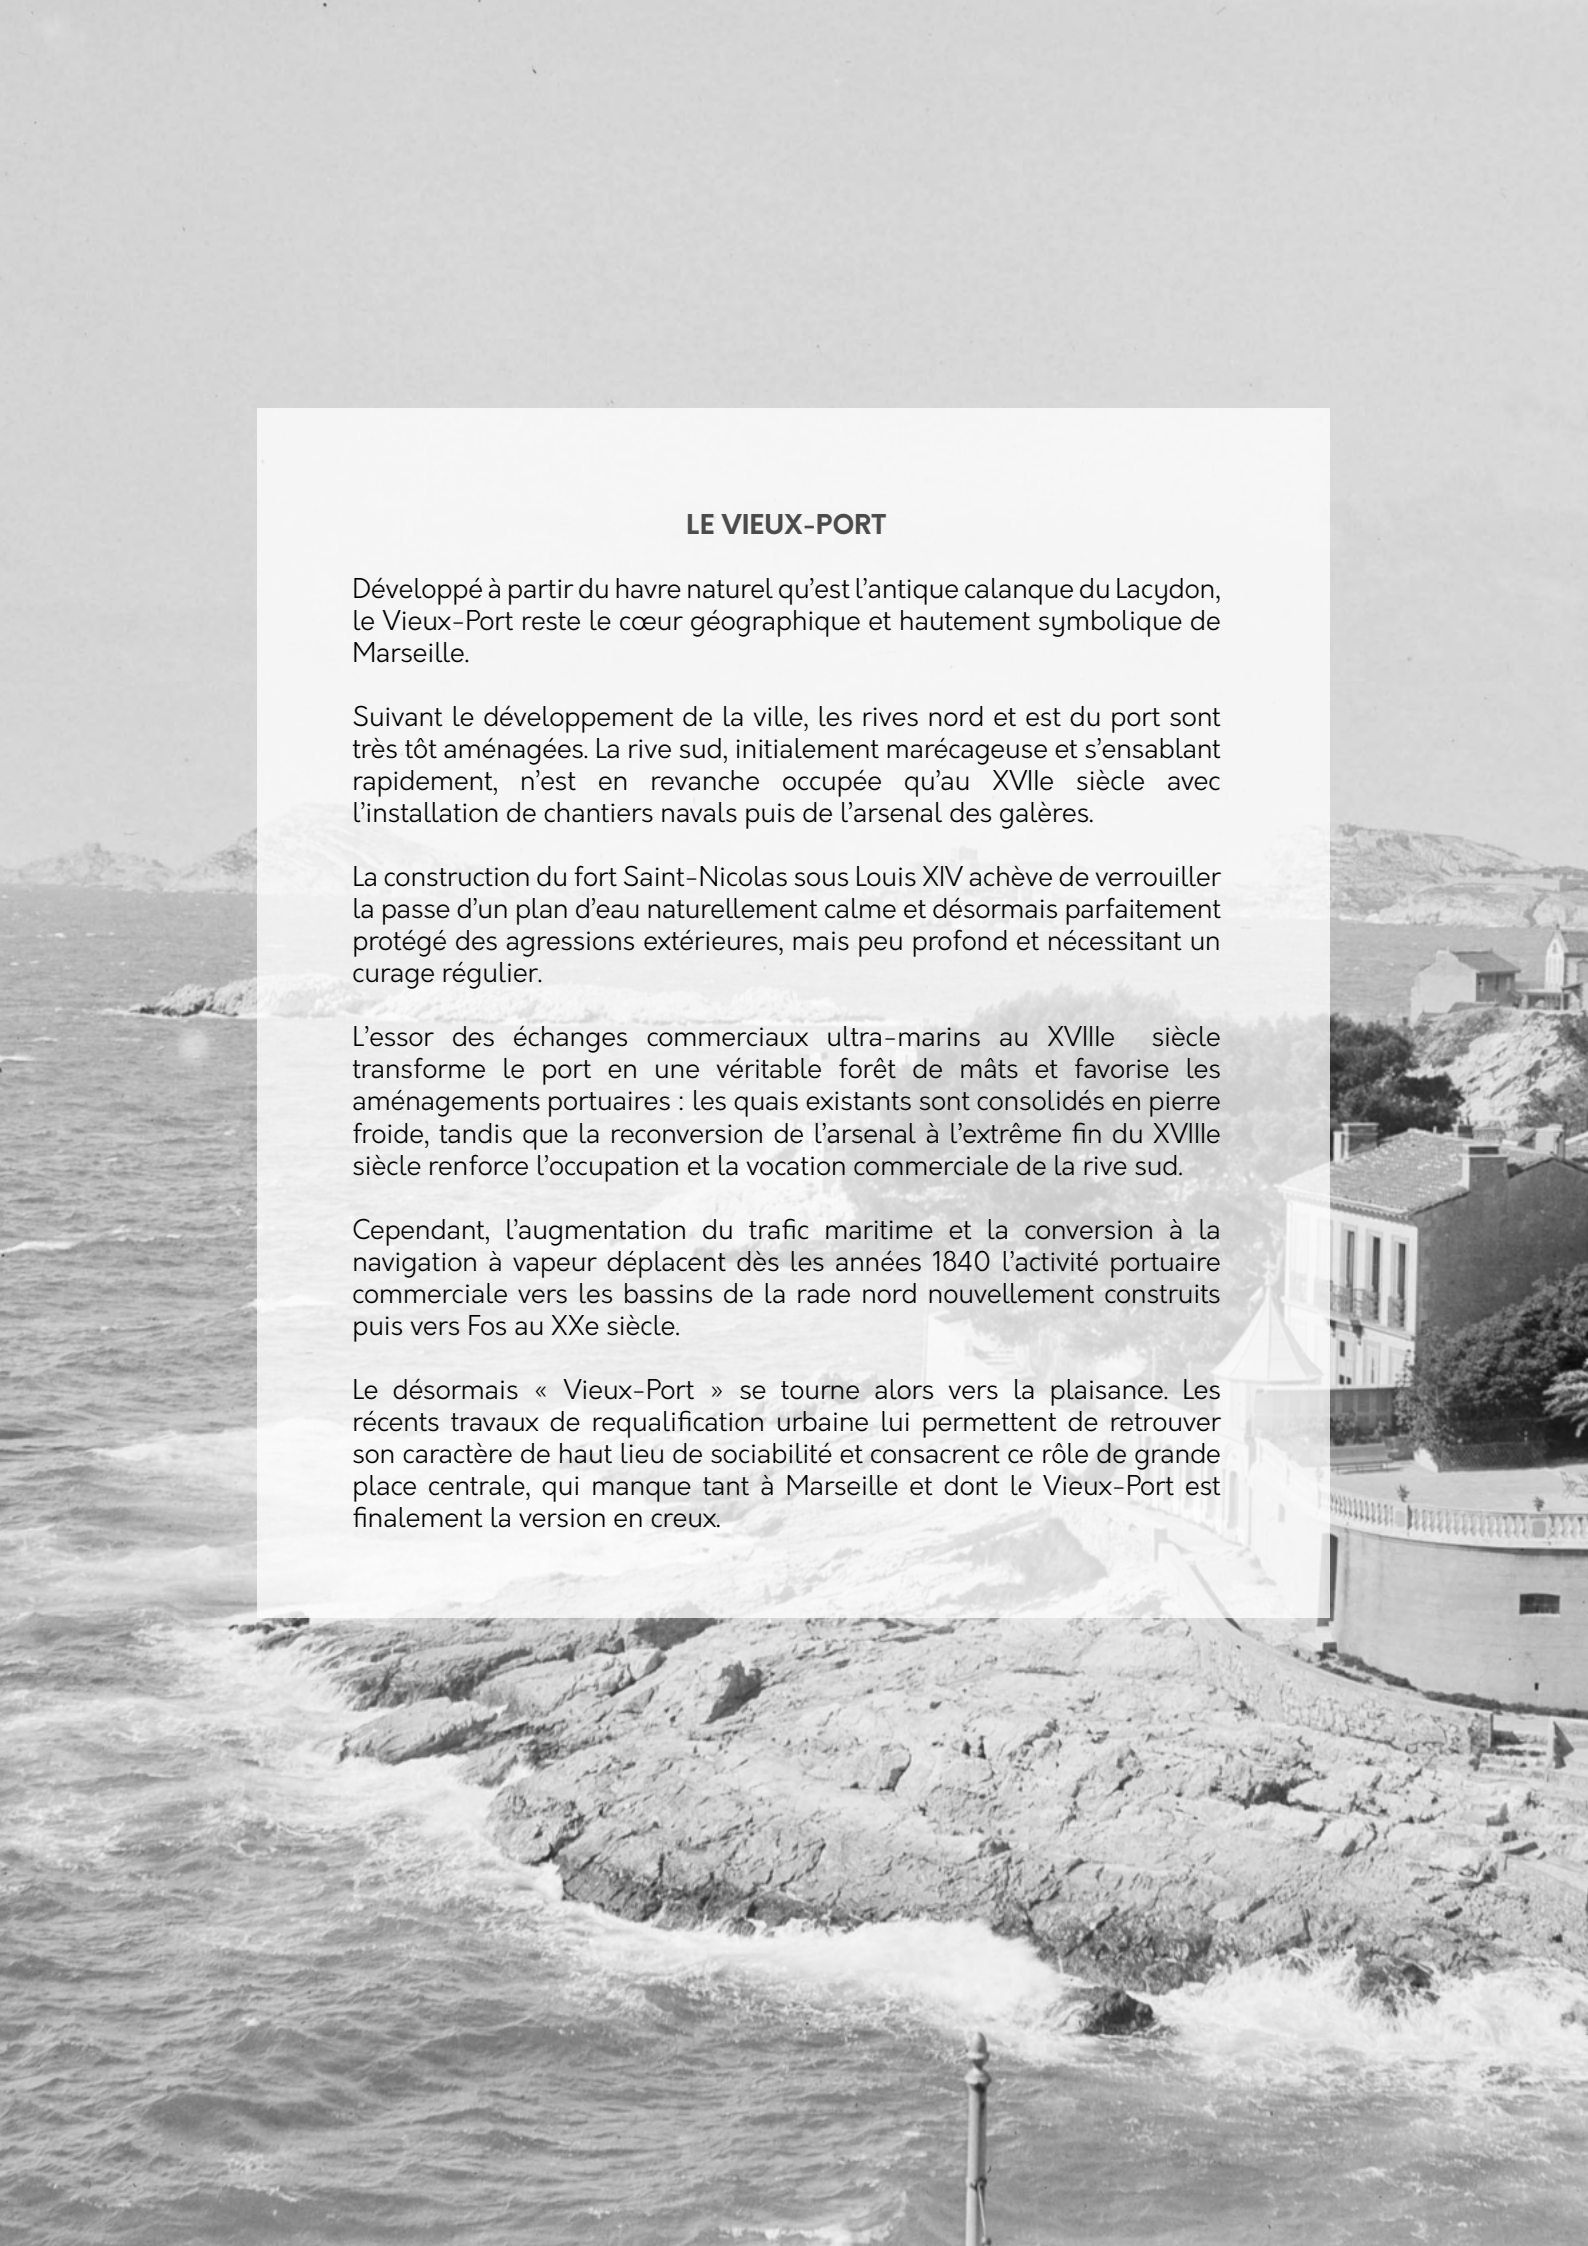 LE VIEUX-PORT
Développé à partir du havre naturel qu’est l’antique calanque du Lacydon,
le Vieux-Port reste le cœur géographique et hautement symbolique de
Marseille.
Suivant le développement de la ville, les rives nord et est du port sont
très tôt aménagées. La rive sud, initialement marécageuse et s’ensablant
rapidement, n’est en revanche occupée qu’au XVIIe siècle avec
l’installation de chantiers navals puis de l’arsenal des galères.
La construction du fort Saint-Nicolas sous Louis XIV achève de verrouiller
la passe d’un plan d’eau naturellement calme et désormais parfaitement
protégé des agressions extérieures, mais peu profond et nécessitant un
curage régulier.
L’essor des échanges commerciaux ultra-marins au XVIIIe siècle
transforme le port en une véritable forêt de mâts et favorise les
aménagements portuaires : les quais existants sont consolidés en pierre
froide, tandis que la reconversion de l’arsenal à l’extrême fin du XVIIIe
siècle renforce l’occupation et la vocation commerciale de la rive sud.
Cependant, l’augmentation du trafic maritime et la conversion à la
navigation à vapeur déplacent dès les années 1840 l’activité portuaire
commerciale vers les bassins de la rade nord nouvellement construits
puis vers Fos au XXe siècle.
Le désormais « Vieux-Port » se tourne alors vers la plaisance. Les
récents travaux de requalification urbaine lui permettent de retrouver
son caractère de haut lieu de sociabilité et consacrent ce rôle de grande
place centrale, qui manque tant à Marseille et dont le Vieux-Port est
finalement la version en creux.